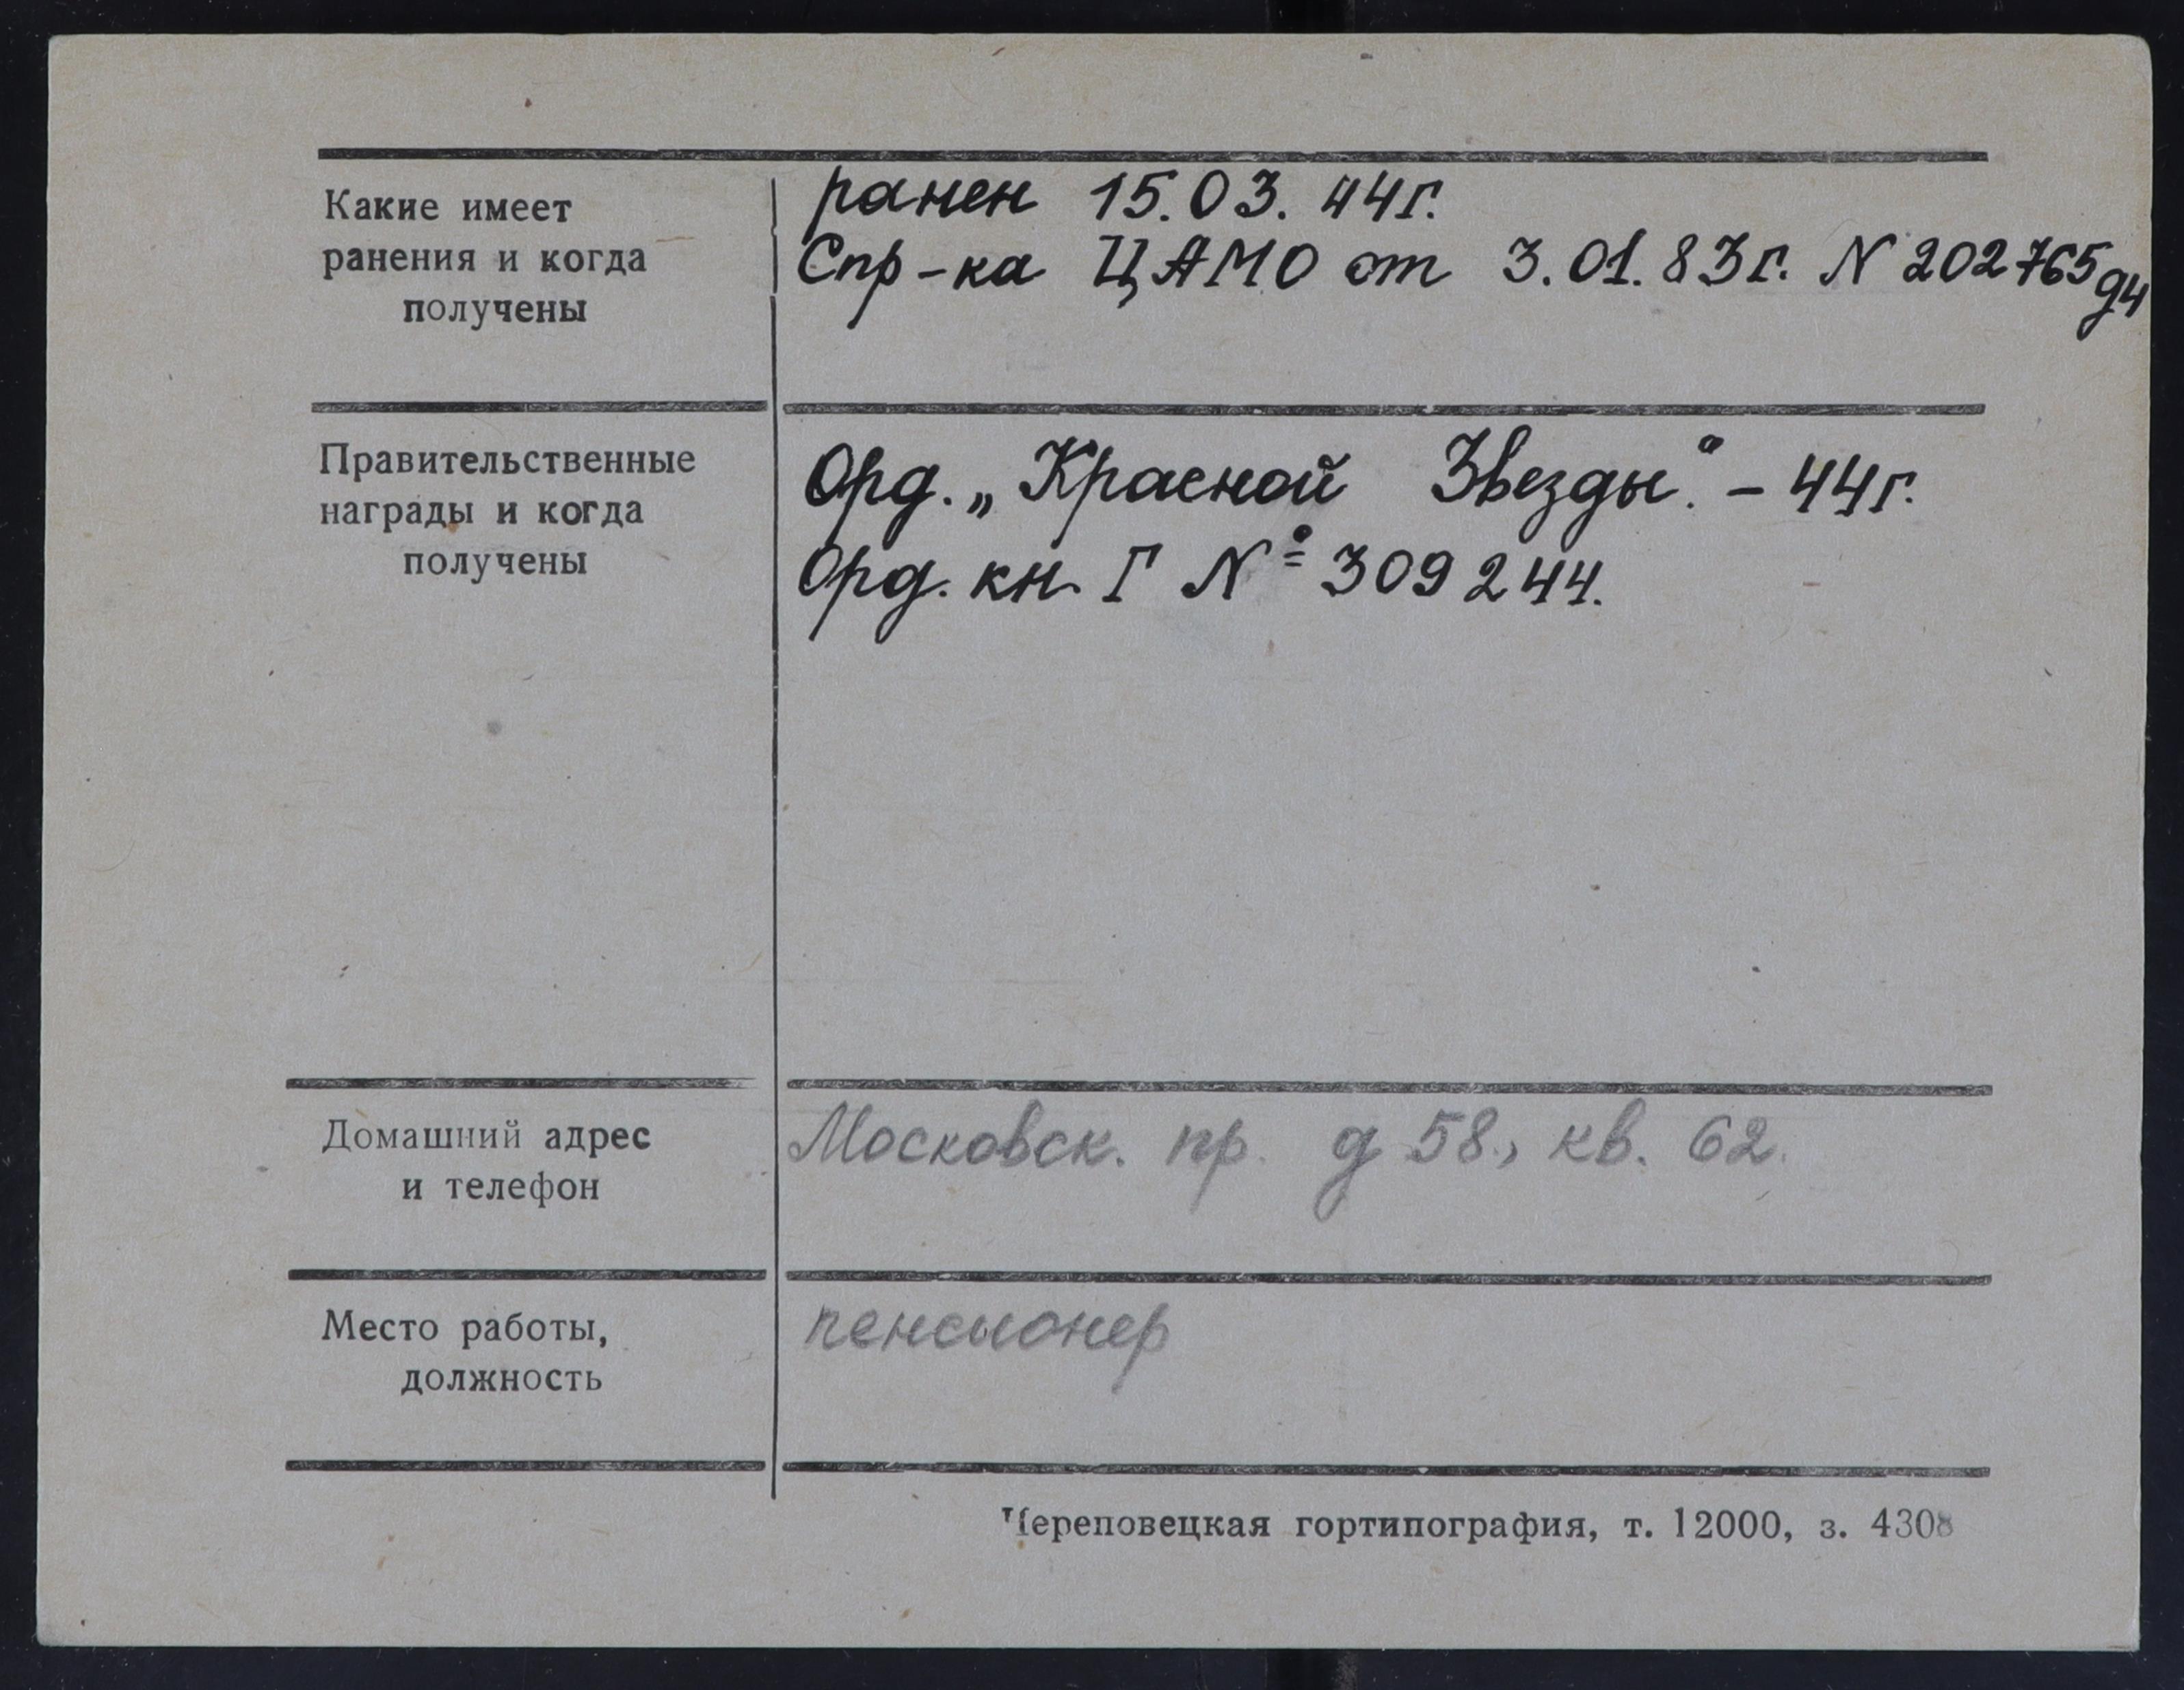 Какие имеет
ранения и когда
получены
ранен 15.03.44г.
Спр-ка ЦАМО от 3.01.83г. N 202765
Правительственные
награды и когда
получены
Орд. „Красной Звезды". - 44г.
Орд. кн. Г № 309244.
Домашний адрес
и телефон
Московск. пр. д 58., кв. 62.
Место работы,
должность
пенсионер
Череповецкая гортипография, т. 12000, з. 4308